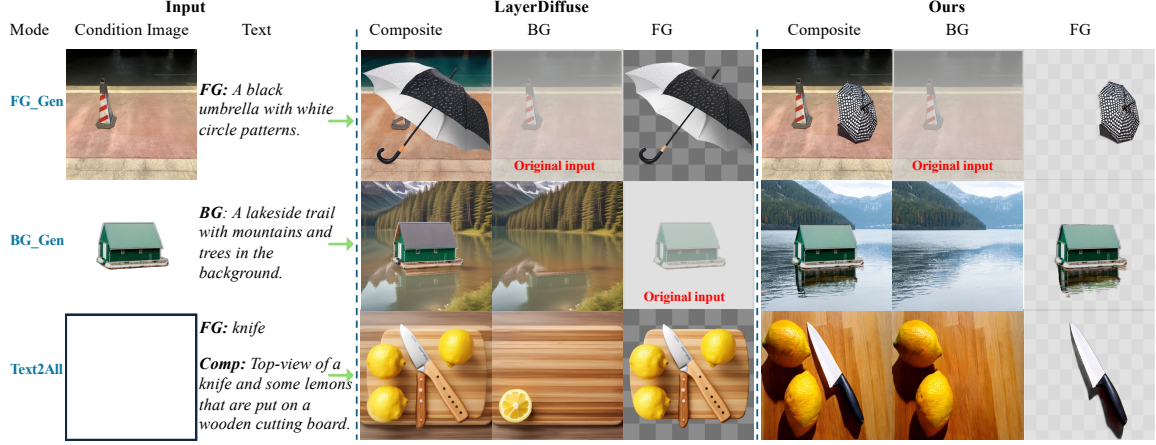 Input LayerDiffuse Ours
Mode Condition Image Text Composite BG FG Composite BG FG
FG_Gen
FG: A black
umbrella with white
circle patterns.
Original input
Original input
BG_Gen
BG: A lakeside trail
with mountains and
trees in the
background.
Original input
Text2All
FG: knife
Comp: Top-view of a
knife and some lemons
that are put on a
wooden cutting board.